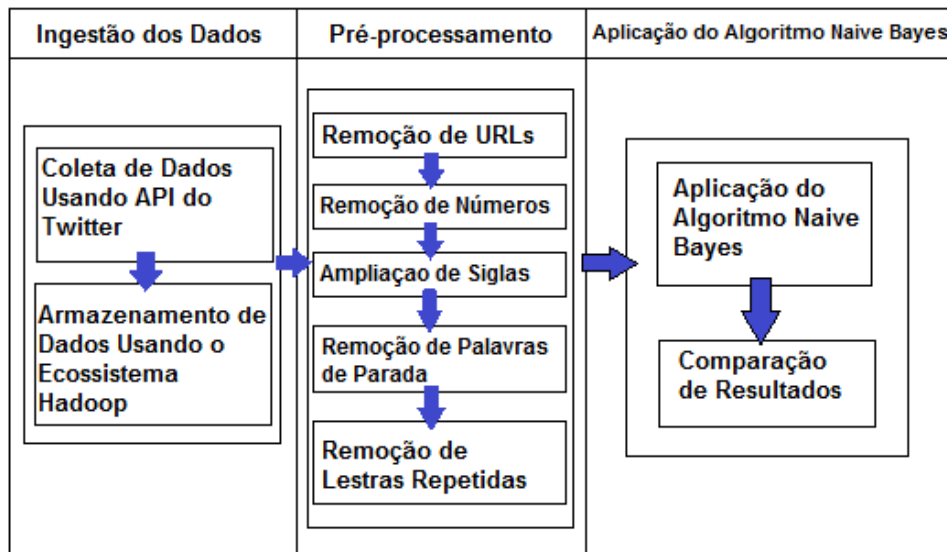 Ingestão dos Dados
Pré-processamento
Aplicação do Algoritmo Naive Bayes
Coleta de Dados
Usando API do
Twitter
Armazenamento de
Dados Usando o
Ecossistema
Hadoop
Remoção de URLs
Remoção de Números
Ampliaçao de Siglas
Remoção de Palavras
de Parada
Remoção de
Lestras Repetidas
Aplicação do
Algoritmo Naive
Bayes
Comparação
de Resultados